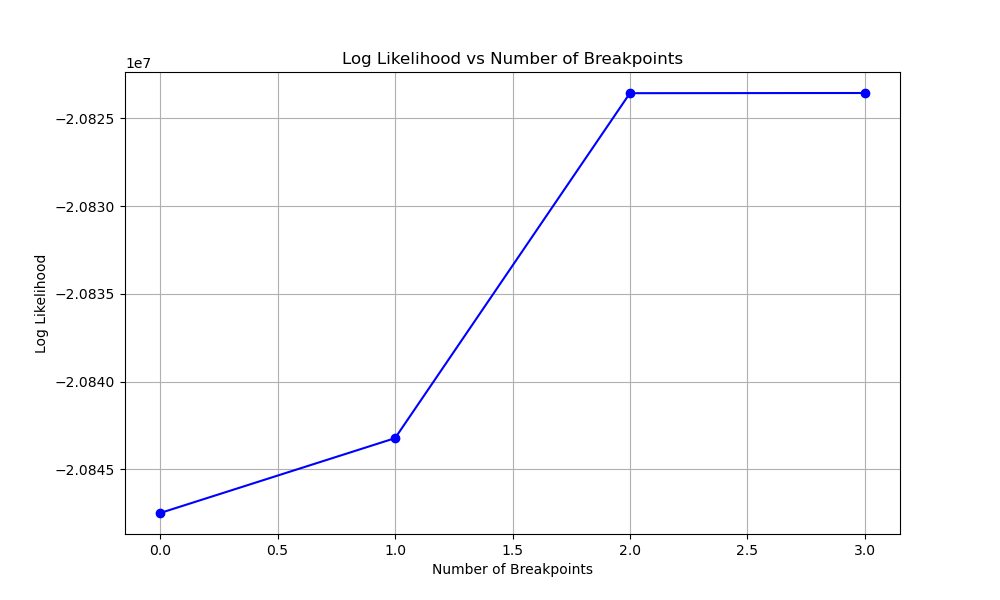 Log Likelihood vs Number of Breakpoints
1e7
−2.0825
−2.0830
−2.0835
−2.0840
−2.0845
Log Likelihood
0.0 0.5 1.0 1.5 2.0 2.5 3.0
Number of Breakpoints